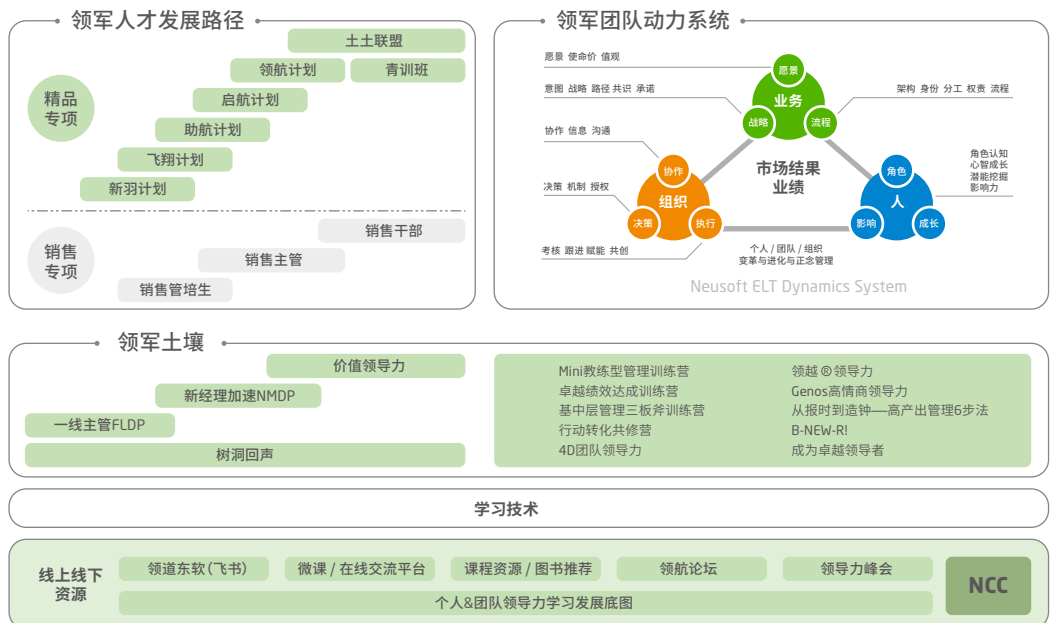 领军人才发展路径
土土联盟
领航计划
青训班
精品
专项
启航计划
助航计划
飞翔计划
新羽计划
销售干部
销售
专项
销售主管
销售管培生
领军团队动力系统
愿景 使命价 值观
愿景
业务
意图 战略 路径 共识 承诺
架构 身份 分工 权责 流程
战略
流程
协作 信息 沟通
市场结果
业绩
角色认知
心智成长
潜能挖掘
影响力
协作
角色
决策 机制 授权
组织
人
决策
执行
影响
成长
考核 跟进 赋能 共创
个人 / 团队 / 组织
变革与进化与正念管理
Neusoft ELT Dynamics System
领军土壤
价值领导力
新经理加速NMDP
一线主管FLDP
树洞回声
Mini教练型管理训练营
卓越绩效达成训练营
基中层管理三板斧训练营
行动转化共修营
4D团队领导力
领越®领导力
Genos高情商领导力
从报时到造钟—高产出管理6步法
B-NEW-R!
成为卓越领导者
学习技术
线上线下
资源
领道东软（飞书）
微课 / 在线交流平台
课程资源 / 图书推荐
领航论坛
领导力峰会
NCC
个人&团队领导力学习发展底图